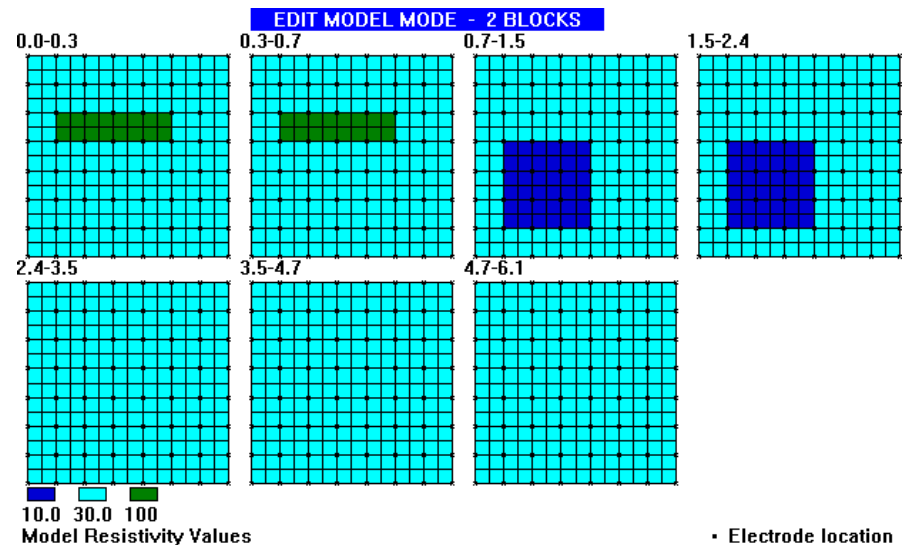 EDIT MODEL MODE - 2 BLOCKS
0.0-0.3 0.3-0.7 0.7-1.5 1.5-2.4
2.4-3.5 3.5-4.7 4.7-6.1
10.0 30.0 100
Model Resistivity Values
▪ Electrode location